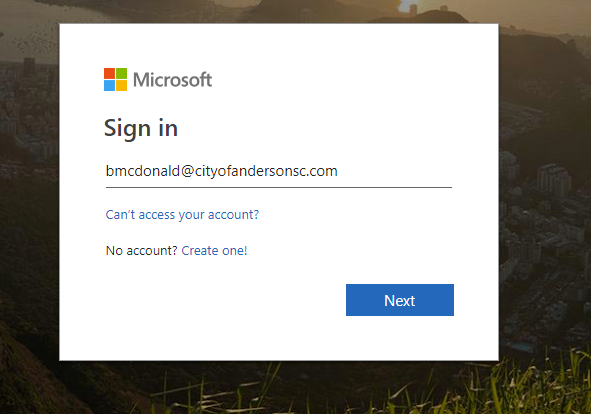 Microsoft
Sign in
bmcdonald@cityofandersonsc.com
Can't access your account?
No account? Create one!
Next